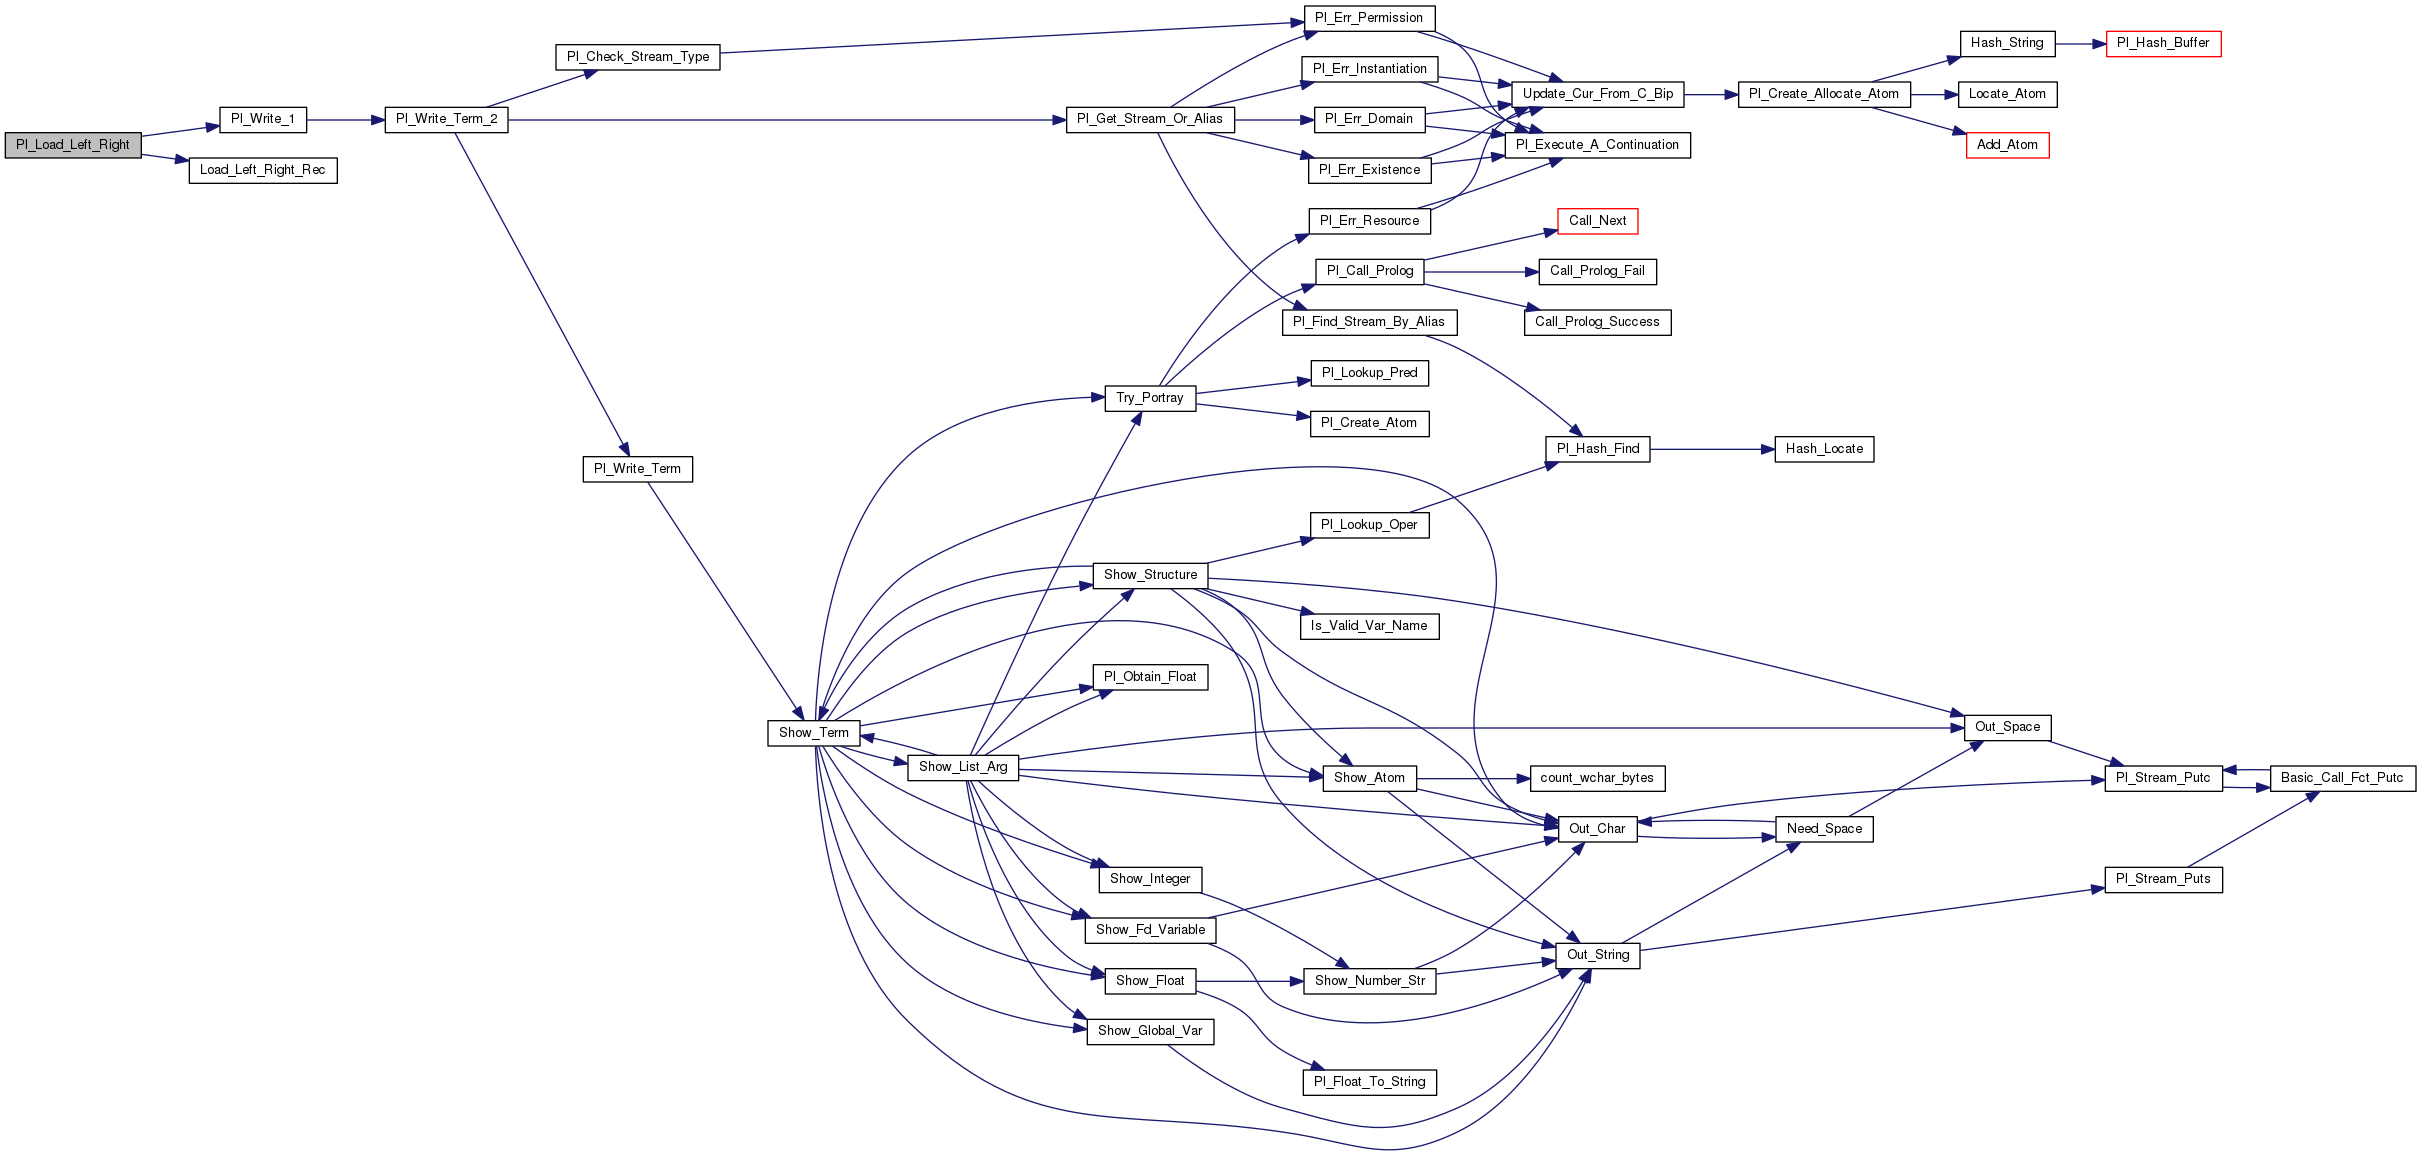 Pl_Load_Left_Right
Pl_Write_1
Load_Left_Right_Rec
Pl_Write_Term_2
Pl_Check_Stream_Type
Pl_Write_Term
Show_Term
Show_List_Arg
Pl_Get_Stream_Or_Alias
Try_Portray
Show_Structure
Pl_Obtain_Float
Show_Integer
Show_Fd_Variable
Show_Float
Show_Global_Var
Pl_Err_Permission
Pl_Err_Instantiation
Pl_Err_Domain
Pl_Err_Existence
Pl_Err_Resource
Pl_Call_Prolog
Pl_Find_Stream_By_Alias
Pl_Lookup_Pred
Pl_Create_Atom
Pl_Lookup_Oper
Is_Valid_Var_Name
Show_Atom
Show_Number_Str
Pl_Float_To_String
Update_Cur_From_C_Bip
Pl_Execute_A_Continuation
Call_Next
Call_Prolog_Fail
Call_Prolog_Success
Pl_Hash_Find
count_wchar_bytes
Out_Char
Out_String
Pl_Create_Allocate_Atom
Hash_Locate
Need_Space
Hash_String
Locate_Atom
Add_Atom
Out_Space
Pl_Hash_Buffer
Pl_Stream_Putc
Pl_Stream_Puts
Basic_Call_Fct_Putc